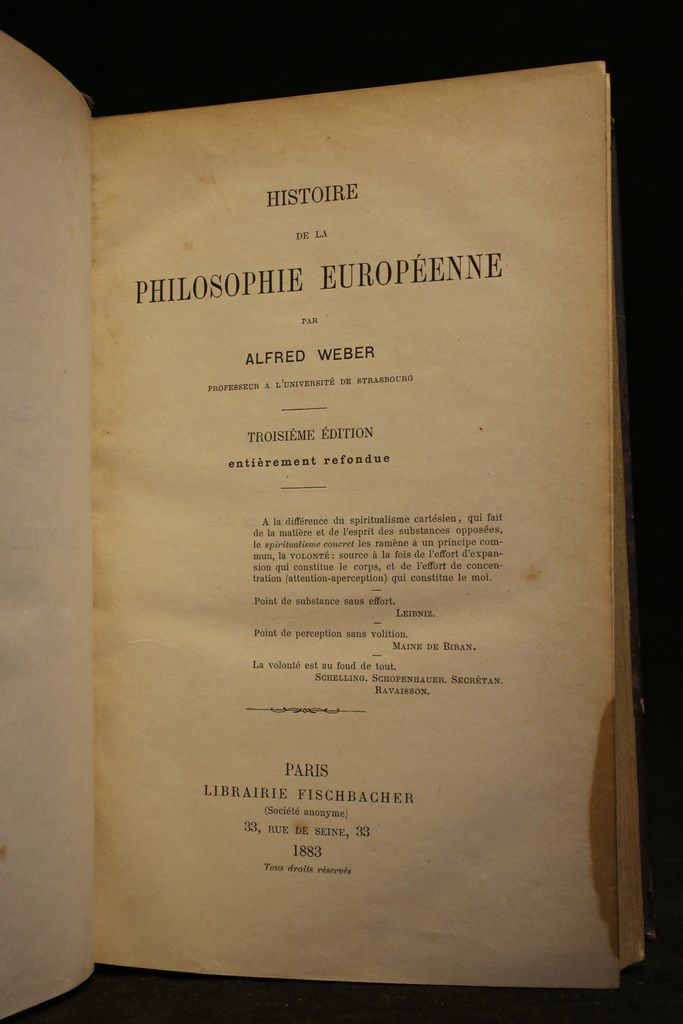 HISTOIRE
DE LA
PHILOSOPHIE EUROPÉENNE
PAR
ALFRED WEBER
PROFESSEUR A L'UNIVERSITÉ DE STRASBOURG
TROISIÈME ÉDITION
entièrement refondue
A la différence du spiritualisme cartésien, qui fait
de la matière et de l'esprit des substances opposées,
le spiritualisme concret les ramène à un principe com-
mun, la VOLONTÉ: source à la fois de l'effort d'expan-
sion qui constitue le corps, et de l'effort de concen-
tration (attention-aperception) qui constitue le moi.
Point de substance sans effort.
LEIBNIZ.
Point de perception sans volition.
MAINE DE BIRAN.
La volonté est au fond de tout.
SCHELLING. SCHOPENHAUER. SECRÉTAN.
RAVAISSON.
PARIS
LIBRAIRIE FISCHBACHER
(Société anonyme)
33, RUE DE SEINE, 33
1883
Tous droits réservés